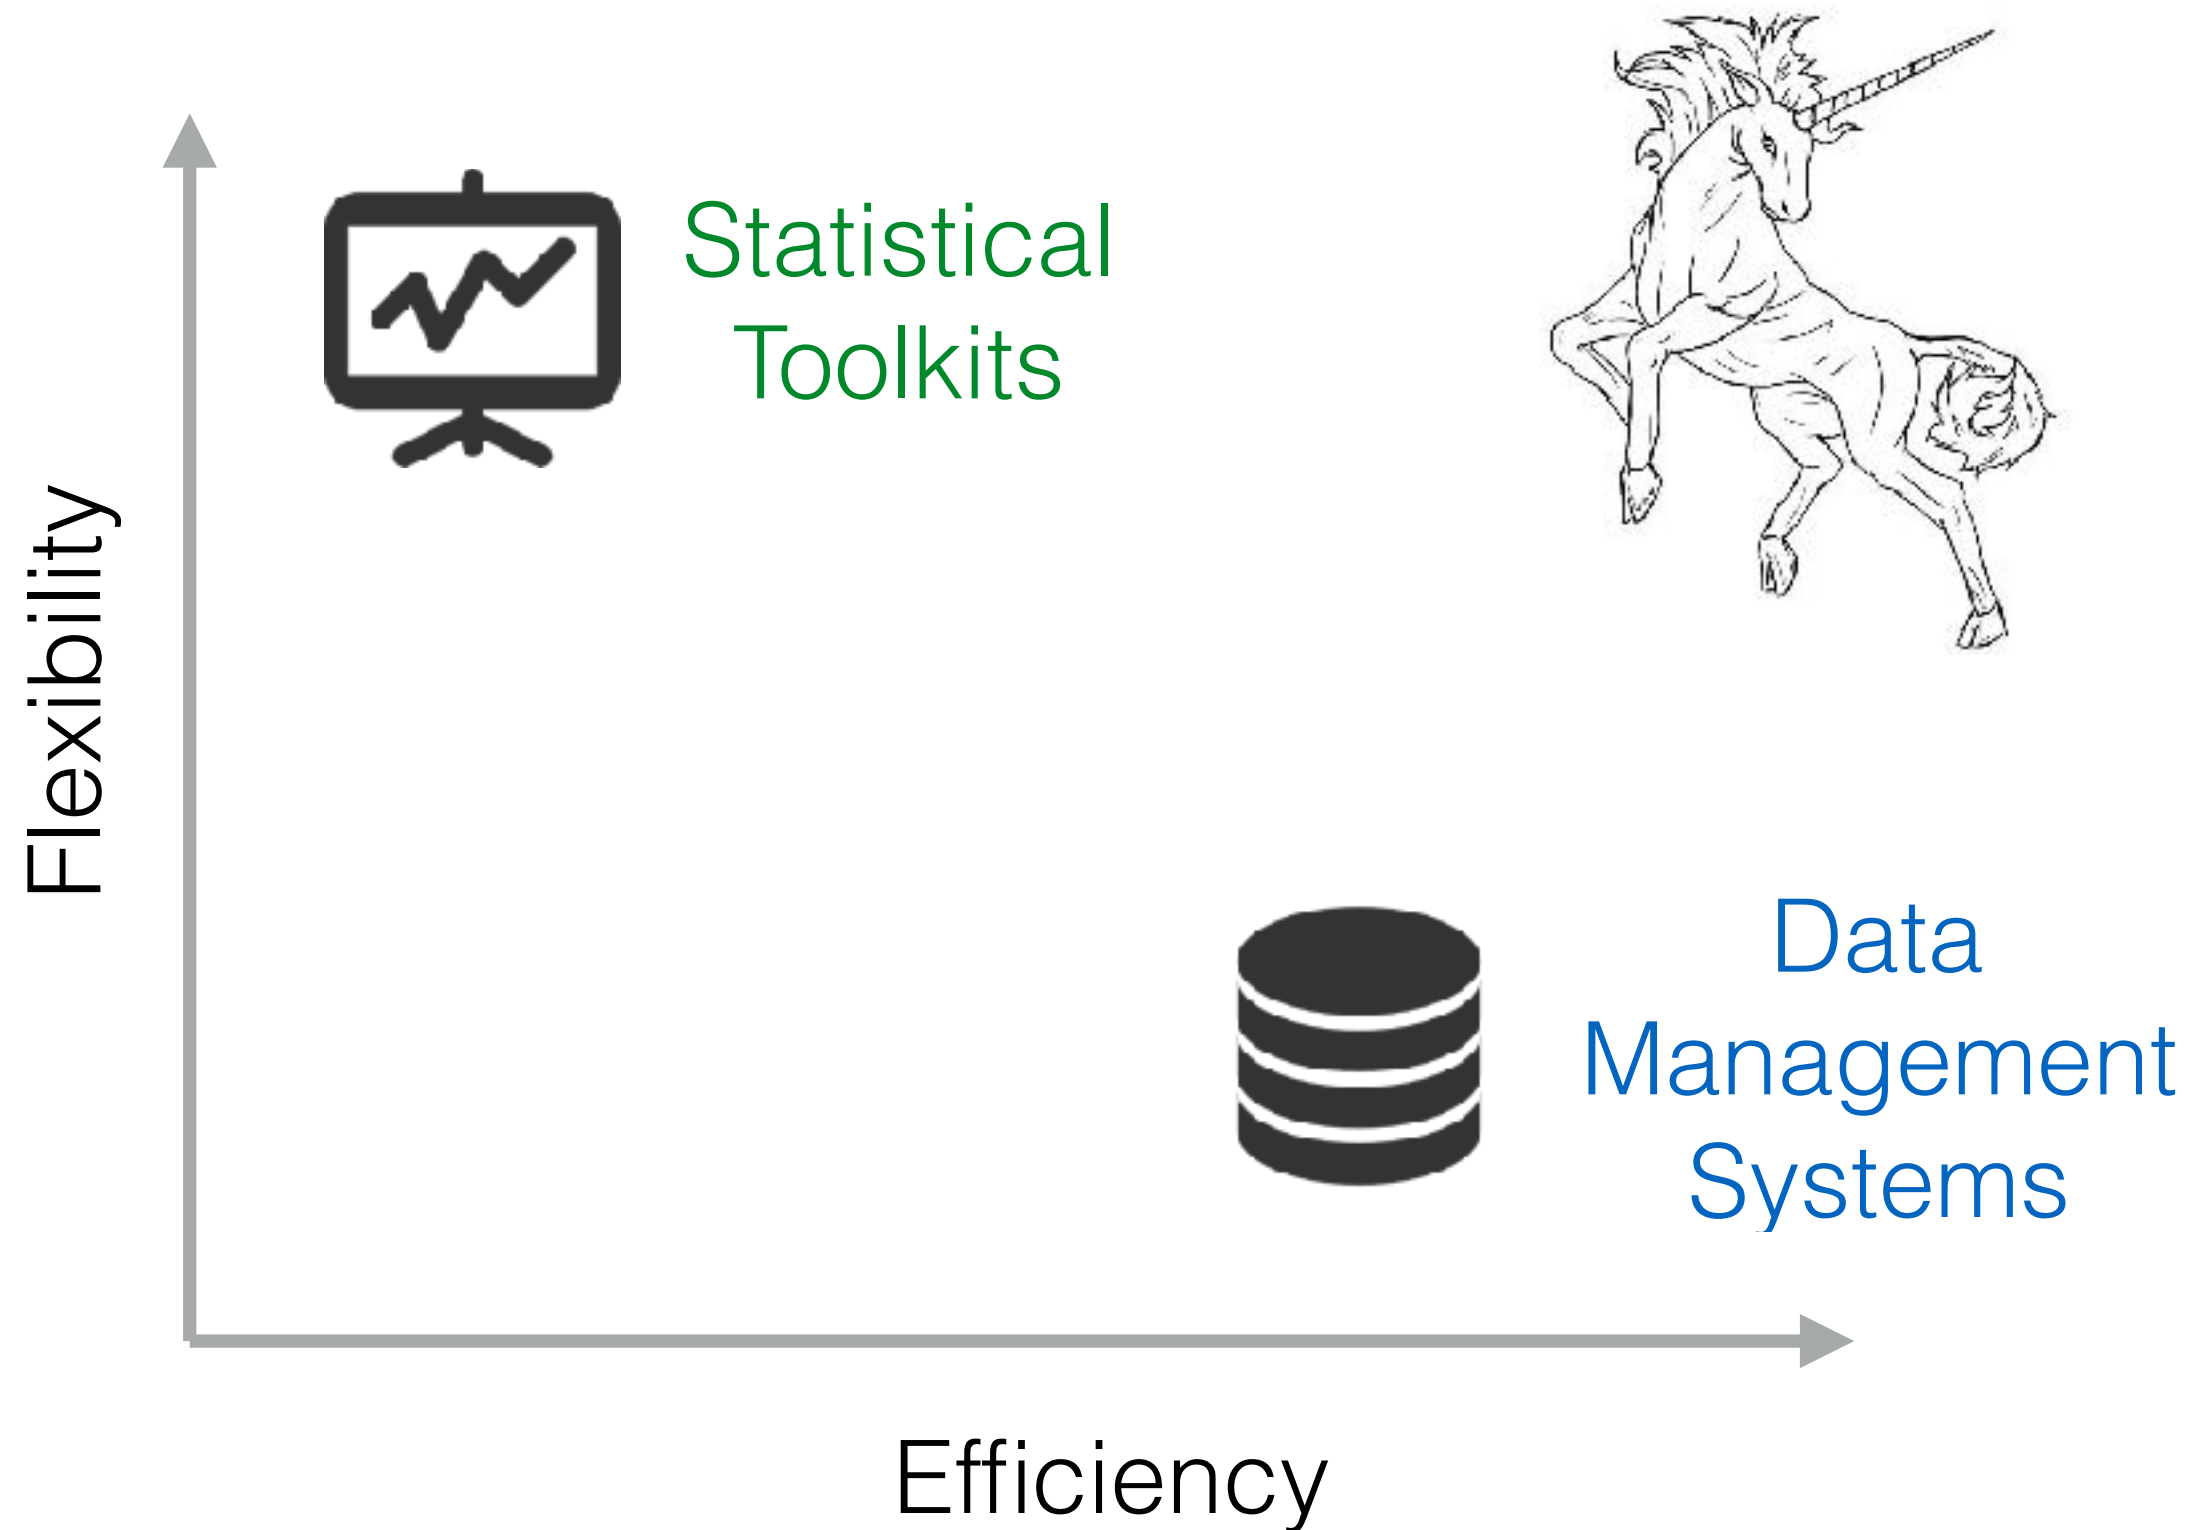 Statistical
Toolkits
Flexibility
Data
Management
Systems
Efficiency